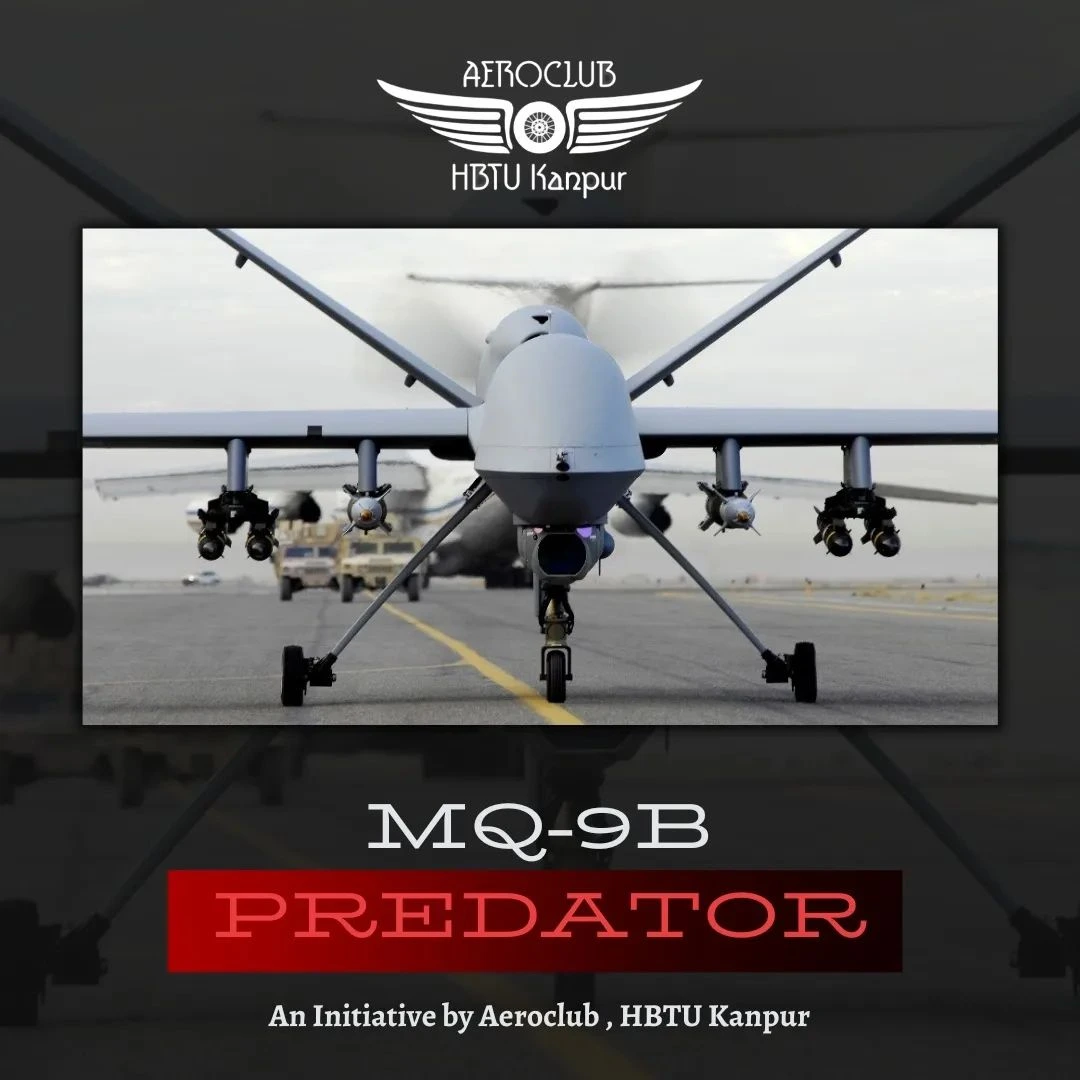 AEROCLUB
HBTU Kanpur
MQ-9B
PREDATOR
An Initiative by Aeroclub , HBTU Kanpur